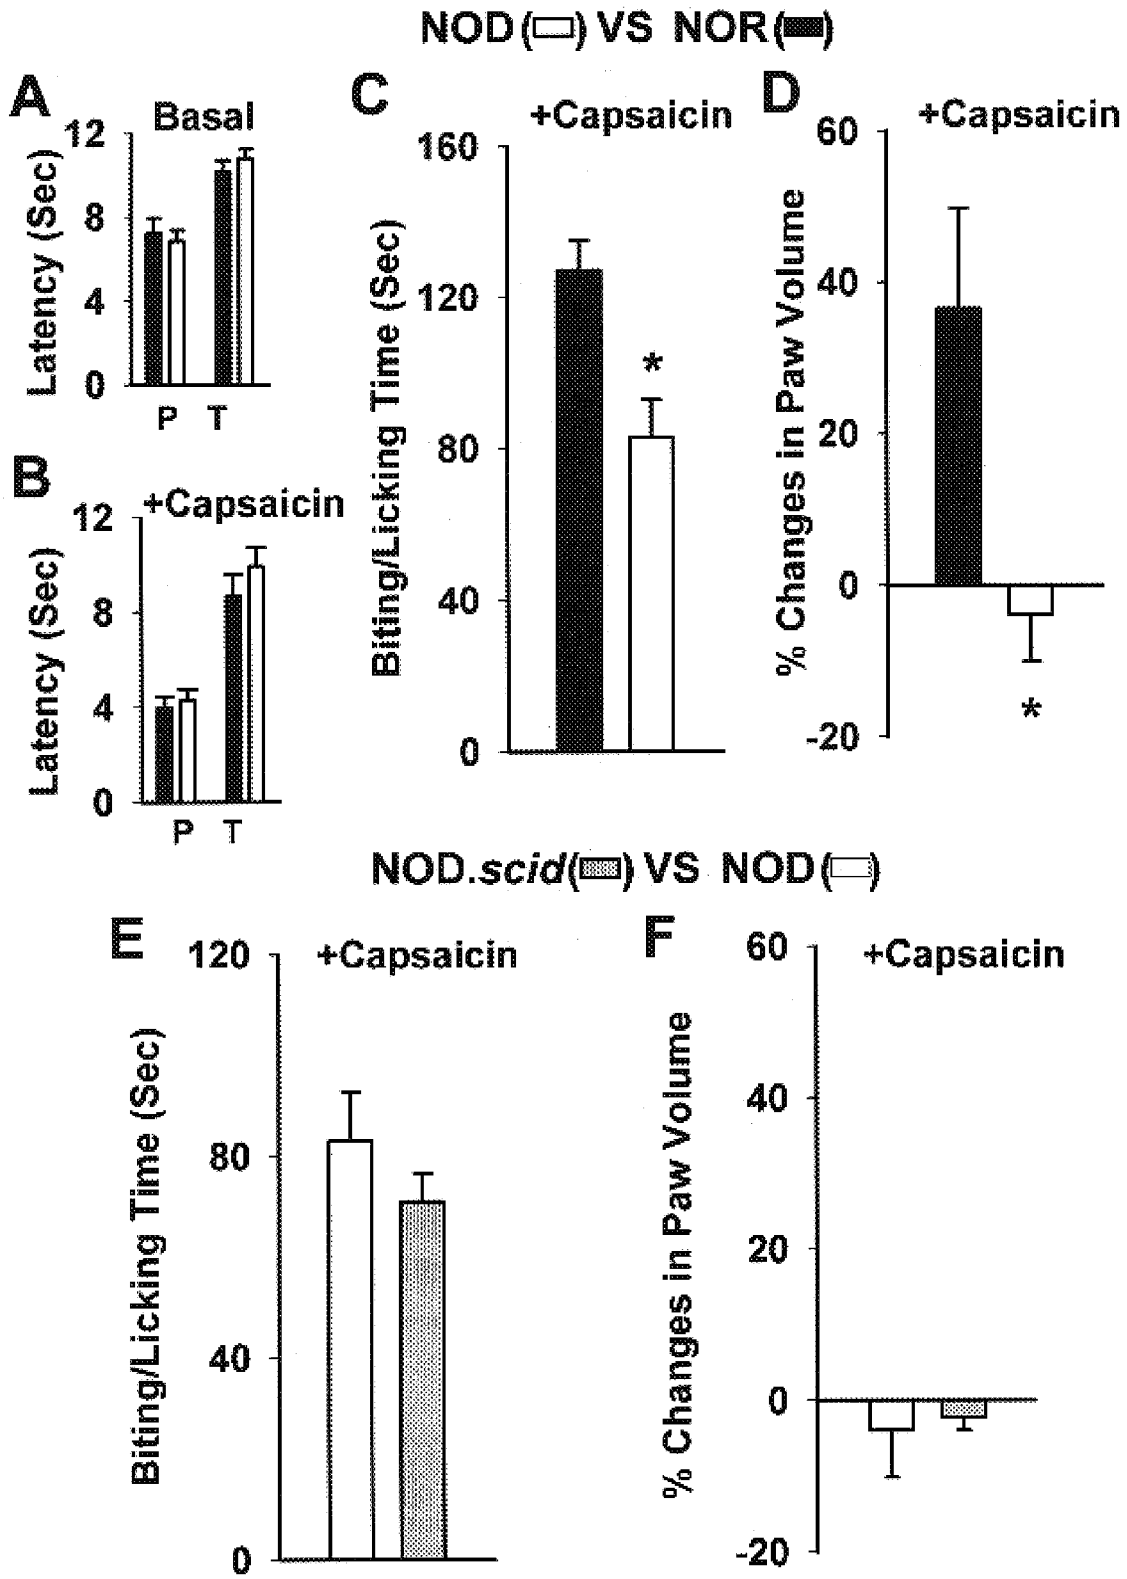 NOD( ) VS NOR( )
A
Basal
Latency (Sec)
12
8
4
0
P T
B
+Capsaicin
Latency (Sec)
12
8
4
0
P T
C
+Capsaicin
Biting/Licking Time (Sec)
160
120
80
40
0
*
D
+Capsaicin
% Changes in Paw Volume
60
40
20
0
-20
*
NOD.scid( ) VS NOD( )
E
+Capsaicin
Biting/Licking Time (Sec)
120
80
40
0
F
+Capsaicin
% Changes in Paw Volume
60
40
20
0
-20